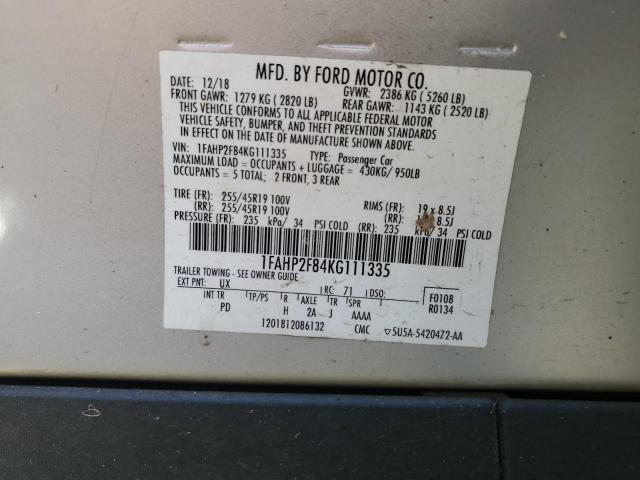 MFD. BY FORD MOTOR CO.
DATE: 12/18 GVWR: 2386 KG ( 5260 LB)
FRONT GAWR: 1279 KG ( 2820 LB) REAR GAWR: 1143 KG ( 2520 LB)
THIS VEHICLE CONFORMS TO ALL APPLICABLE FEDERAL MOTOR
VEHICLE SAFETY, BUMPER, AND THEFT PREVENTION STANDARDS
IN EFFECT ON THE DATE OF MANUFACTURE SHOWN ABOVE.
VIN: 1FAHP2F84KG111335 TYPE: Passenger Car
MAXIMUM LOAD = OCCUPANTS + LUGGAGE = 430KG/ 950LB
OCCUPANTS = 5 TOTAL; 2 FRONT, 3 REAR
TIRE (FR): 255/45R19 100V RIMS (FR): 19 x 8.5J
(RR): 255/45R19 100V (RR): 8.5J
PRESSURE (FR): 235 kPa/ 34 PSI COLD (RR): 235 kPa/ 34 PSI COLD
1FAHP2F84KG111335
TRAILER TOWING - SEE OWNER GUIDE
EXT PNT: UX RC: 71 DSO: F0108
INT TR TP/PS R AXLE TR SPR R0134
PD H 2A J AAAA
1201812086132 CMC ▽5U5A-5420472-AA